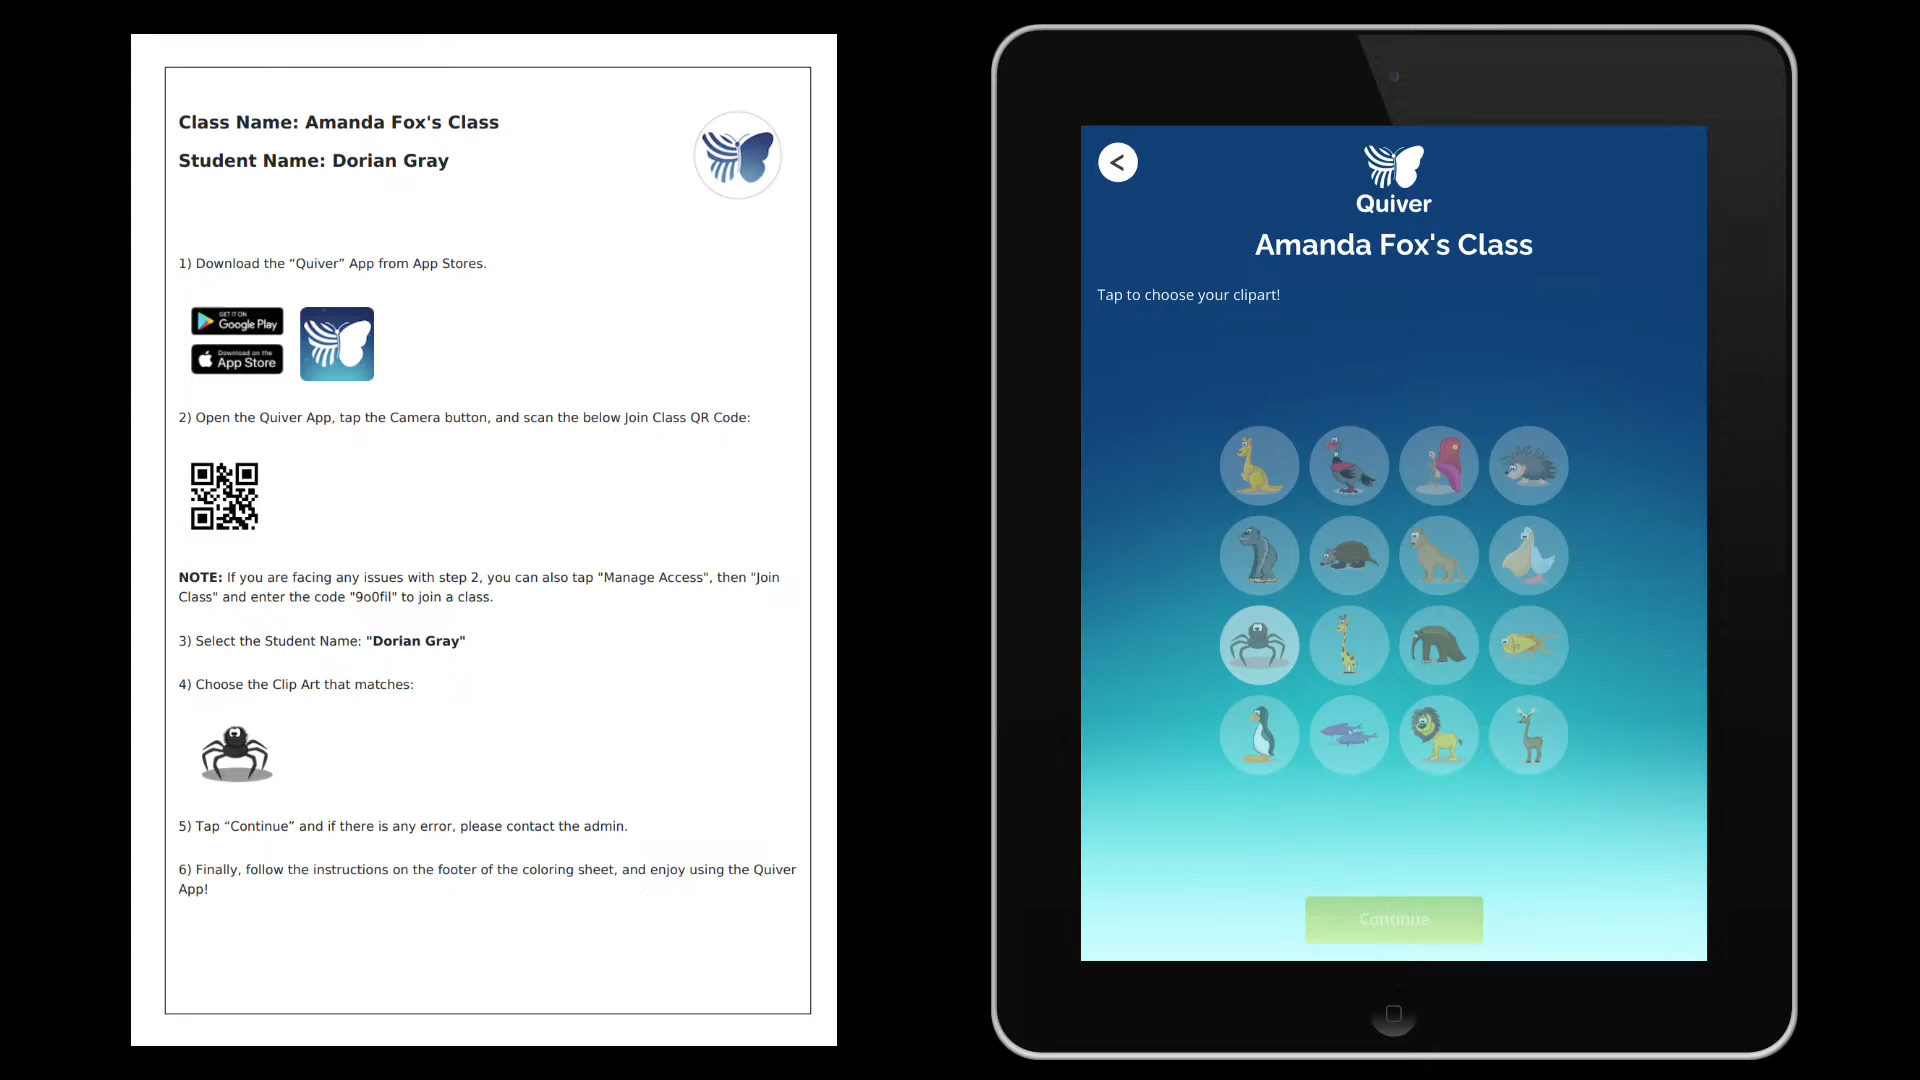 Class Name: Amanda Fox's Class
Student Name: Dorian Gray
1) Download the “Quiver” App from App Stores.
GET IT ON
Google Play
Download on the
App Store
2) Open the Quiver App, tap the Camera button, and scan the below Join Class QR Code:
NOTE: If you are facing any issues with step 2, you can also tap "Manage Access", then "Join
Class" and enter the code "9o0fil" to join a class.
3) Select the Student Name: "Dorian Gray"
4) Choose the Clip Art that matches:
5) Tap “Continue” and if there is any error, please contact the admin.
6) Finally, follow the instructions on the footer of the coloring sheet, and enjoy using the Quiver
App!
<
Quiver
Amanda Fox's Class
Tap to choose your clipart!
Continue